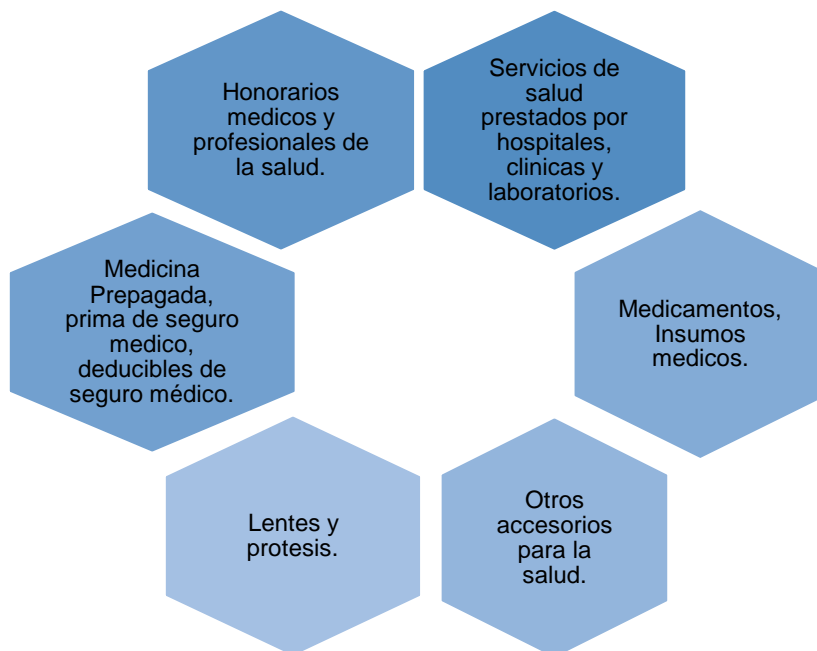 Honorarios
medicos y
profesionales de
la salud.
Servicios de
salud
prestados por
hospitales,
clinicas y
laboratorios.
Medicina
Prepagada,
prima de seguro
medico,
deducibles de
seguro médico.
Medicamentos,
Insumos
medicos.
Lentes y
protesis.
Otros
accesorios
para la
salud.